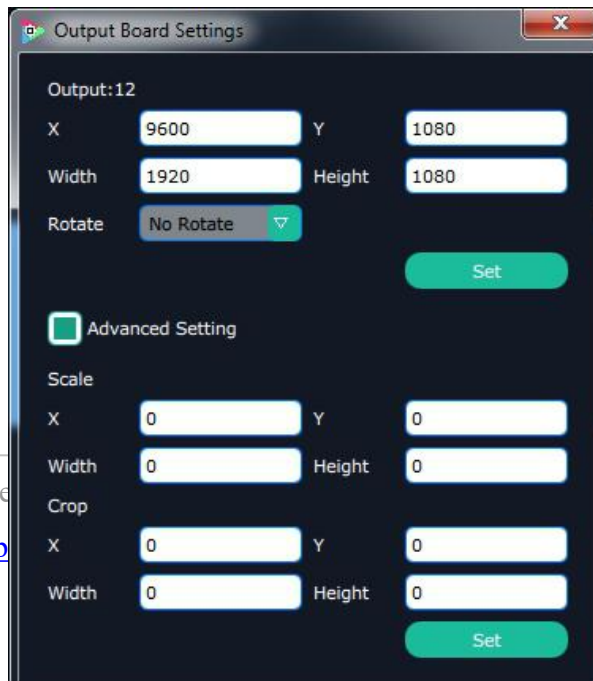 Output Board Settings
Output:12
X 9600 Y 1080
Width 1920 Height 1080
Rotate No Rotate
Set
Advanced Setting
Scale
X 0 Y 0
Width 0 Height 0
Crop
X 0 Y 0
Width 0 Height 0
Set